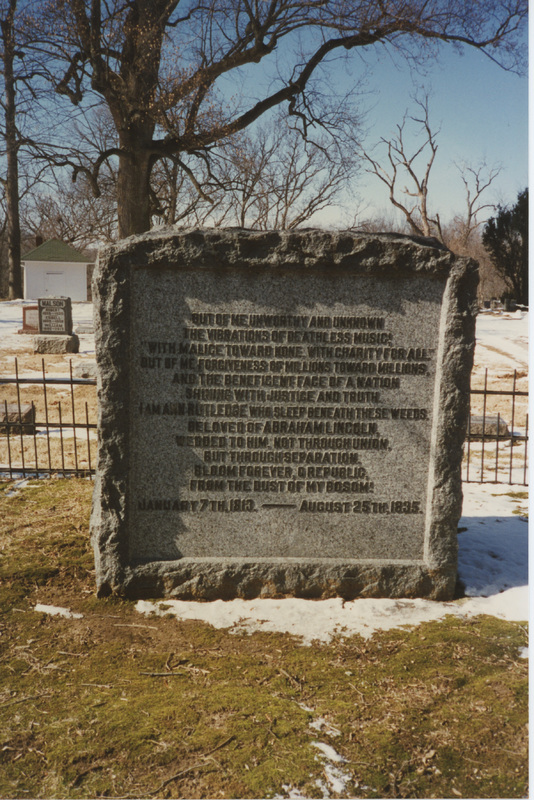 OUT OF ME UNWORTHY AND UNKNOWN
THE VIBRATIONS OF DEATHLESS MUSIC:
"WITH MALICE TOWARD NONE, WITH CHARITY FOR ALL."
OUT OF ME FORGIVENESS OF MILLIONS TOWARD MILLIONS,
AND THE BENEFICENT FACE OF A NATION
SHINING WITH JUSTICE AND TRUTH.
I AM ANN RUTLEDGE WHO SLEEP BENEATH THESE WEEDS,
BELOVED OF ABRAHAM LINCOLN,
WEDDED TO HIM, NOT THROUGH UNION,
BUT THROUGH SEPARATION.
BLOOM FOREVER, O REPUBLIC,
FROM THE DUST OF MY BOSOM!
JANUARY 7TH, 1813. — AUGUST 25TH, 1835.